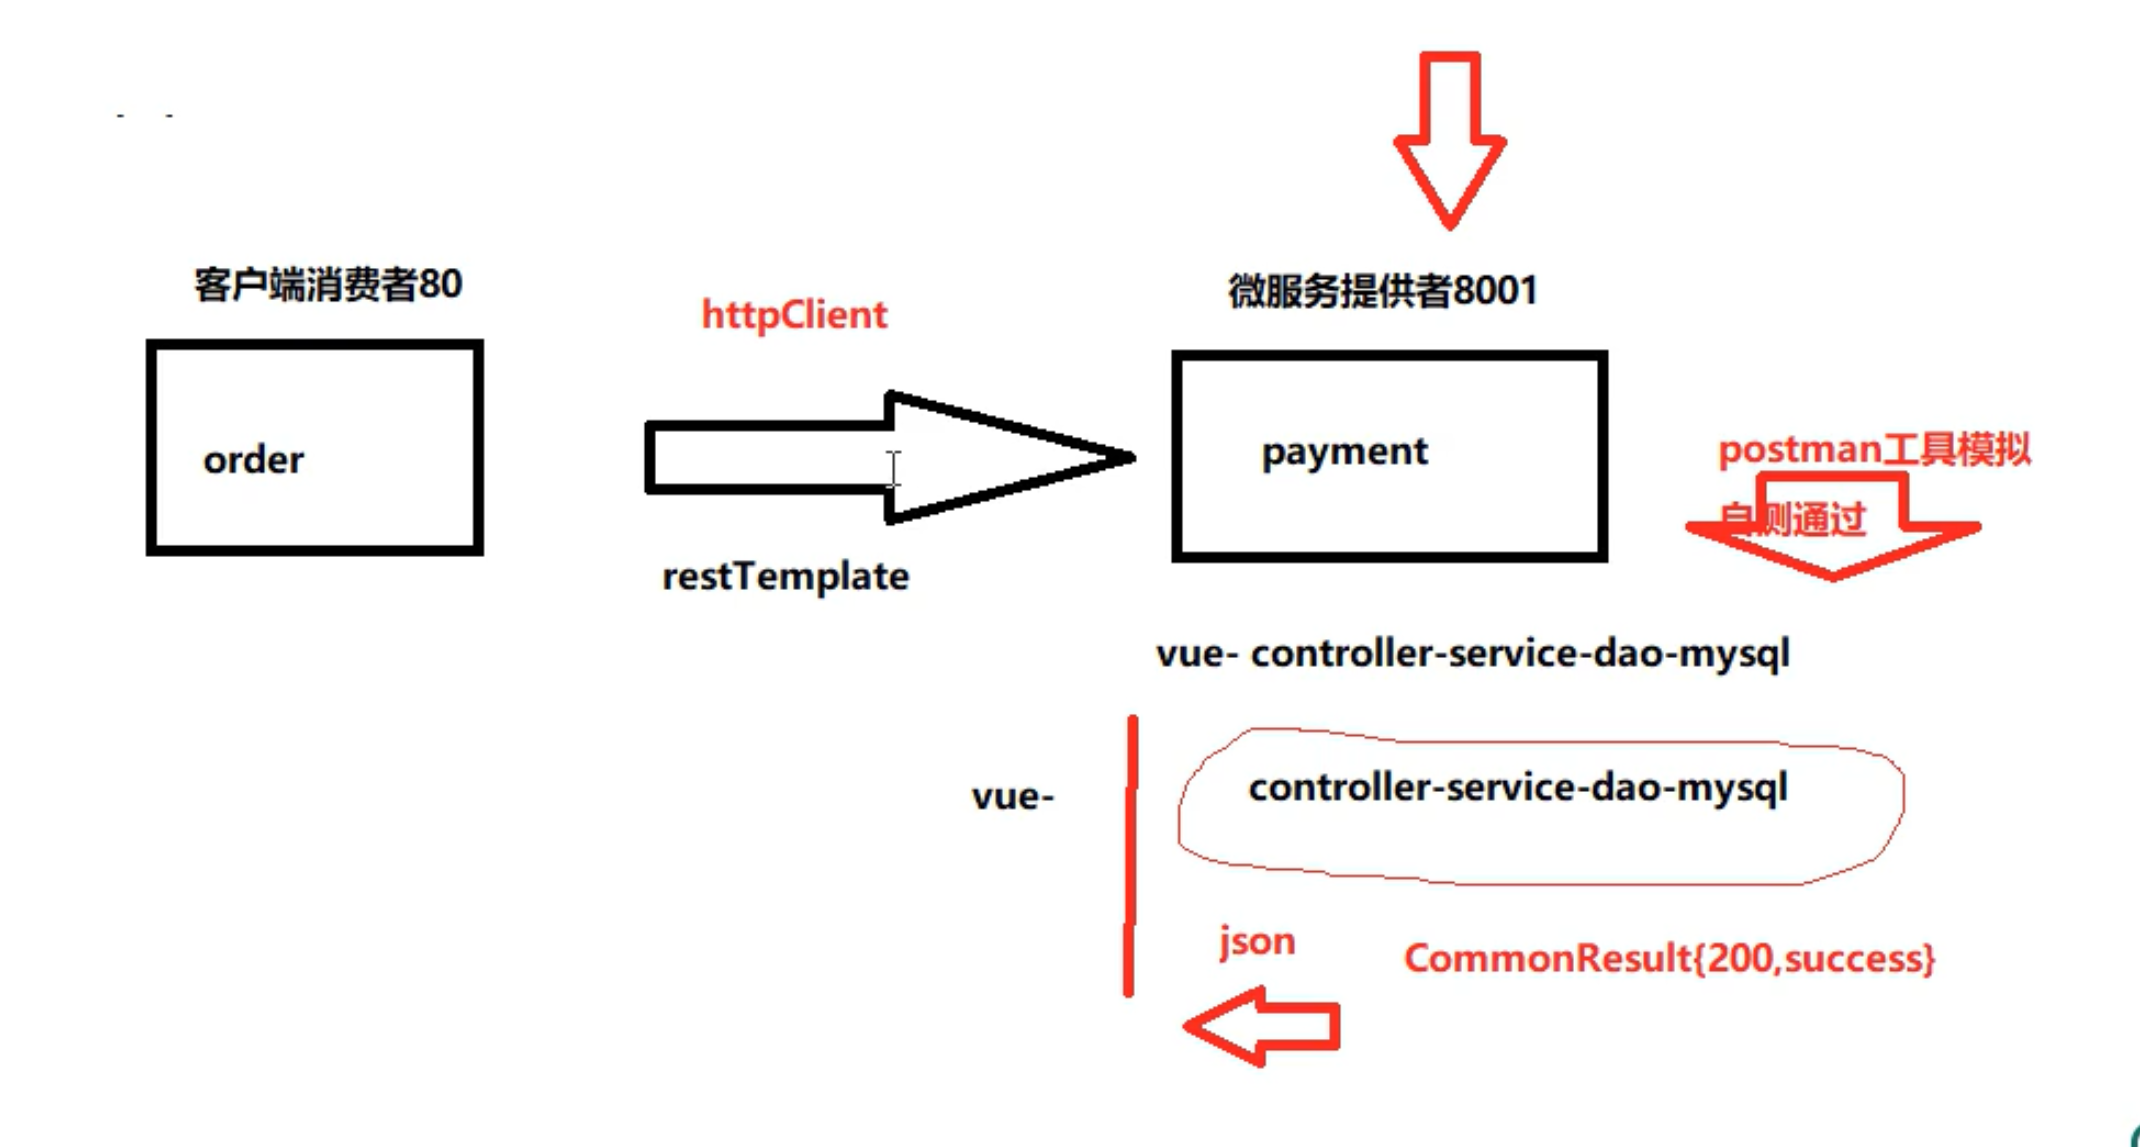 客户端消费者80
httpClient
微服务提供者8001
order
payment
postman工具模拟
自测通过
restTemplate
vue- controller-service-dao-mysql
vue-
controller-service-dao-mysql
json
CommonResult{200,success}